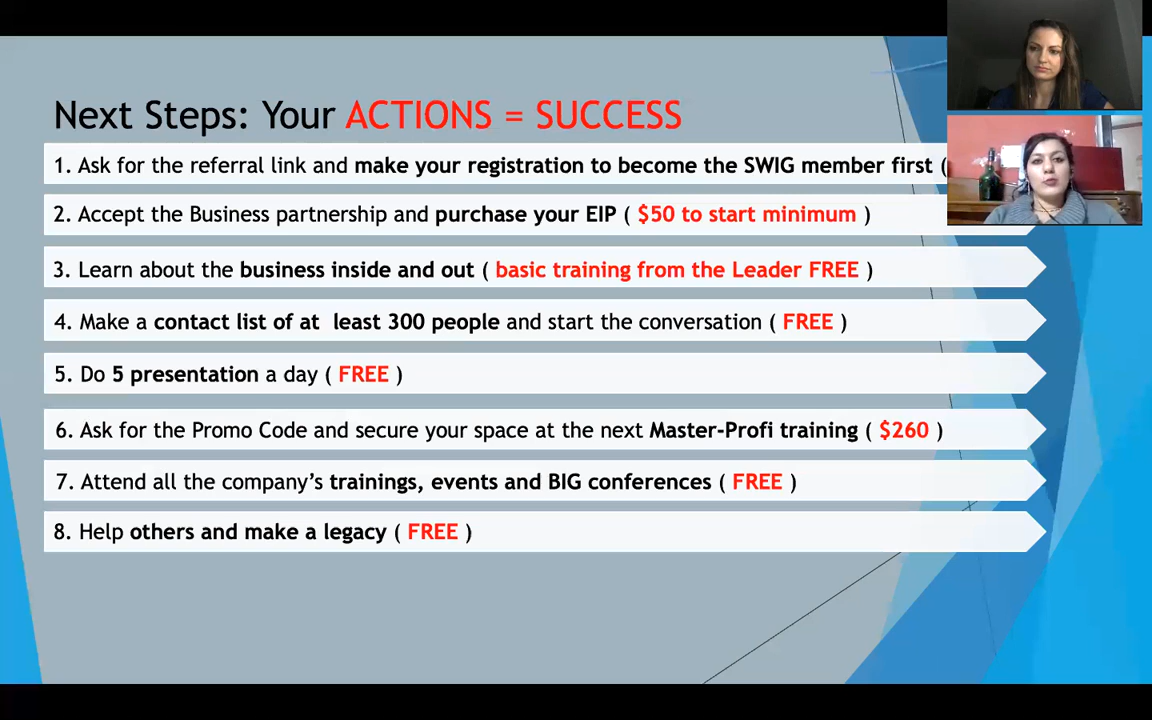 Next Steps: Your ACTIONS = SUCCESS
1. Ask for the referral link and make your registration to become the SWIG member first (
2. Accept the Business partnership and purchase your EIP ( $50 to start minimum )
3. Learn about the business inside and out ( basic training from the Leader FREE )
4. Make a contact list of at least 300 people and start the conversation ( FREE )
5. Do 5 presentation a day ( FREE )
6. Ask for the Promo Code and secure your space at the next Master-Profi training ( $260 )
7. Attend all the company’s trainings, events and BIG conferences ( FREE )
8. Help others and make a legacy ( FREE )